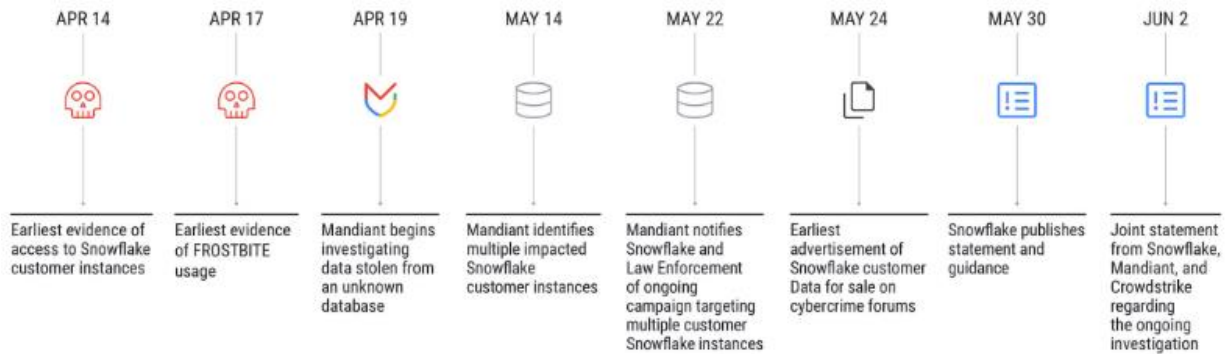 APR 14
APR 17
APR 19
MAY 14
MAY 22
MAY 24
MAY 30
JUN 2
Earliest evidence of
access to Snowflake
customer instances
Earliest evidence
of FROSTBITE
usage
Mandiant begins
investigating
data stolen from
an unknown
database
Mandiant identifies
multiple impacted
Snowflake
customer instances
Mandiant notifies
Snowflake and
Law Enforcement
of ongoing
campaign targeting
multiple customer
Snowflake instances
Earliest
advertisement of
Snowflake customer
Data for sale on
cybercrime forums
Snowflake publishes
statement and
guidance
Joint statement
from Snowflake,
Mandiant, and
Crowdstrike
regarding
the ongoing
investigation